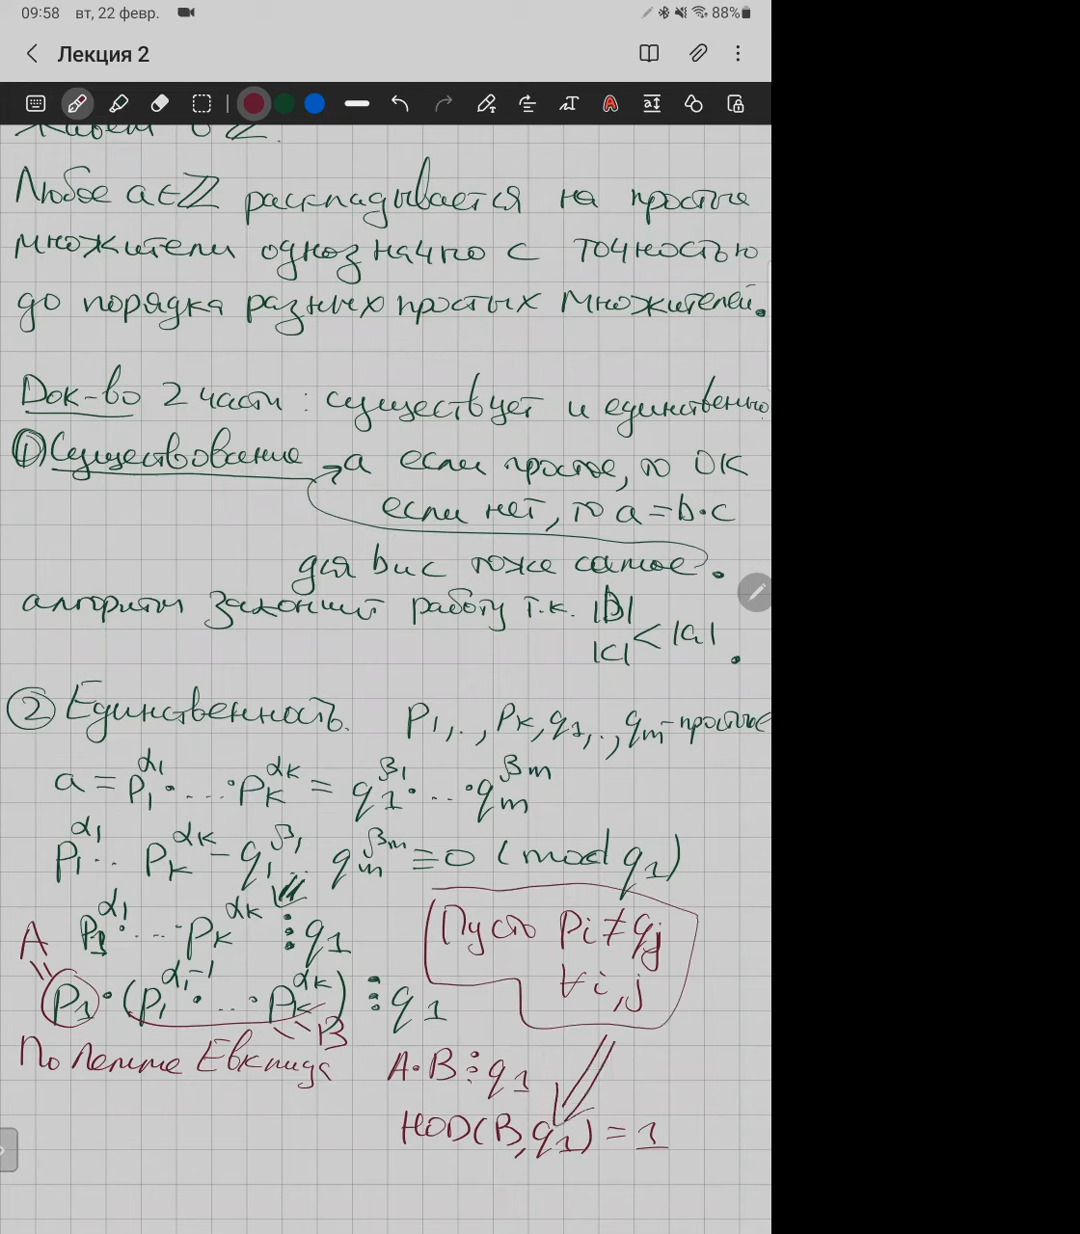 09:58 вт, 22 февр. 88%
Лекция 2
Живём в ℤ.
Любое a∈ℤ раскладывается на простые
множители однозначно с точностью
до порядка разных простых множителей.
Док-во 2 части: существует и единственно
① Существование → a если простое, то OK
если нет, то a = b·c
для b и c тоже самое.
алгоритм закончит работу т.к. |b|
|c| < |a|.
② Единственность. p₁,.., pₖ, q₁,.., qₘ - простые
a = p₁^α₁·...·pₖ^αₖ = q₁^β₁·...·qₘ^βₘ
p₁^α₁... pₖ^αₖ - q₁^β₁... qₘ^βₘ ≡ 0 (mod q₁)
p₁^α₁·...·pₖ^αₖ ⋮ q₁
Пусть pᵢ ≠ qⱼ
∀i,j
A
p₁·(p₁^α₁-1·...·pₖ^αₖ) ⋮ q₁
B
По Лемме Евклида A·B ⋮ q₁
НОD(B,q₁) = 1